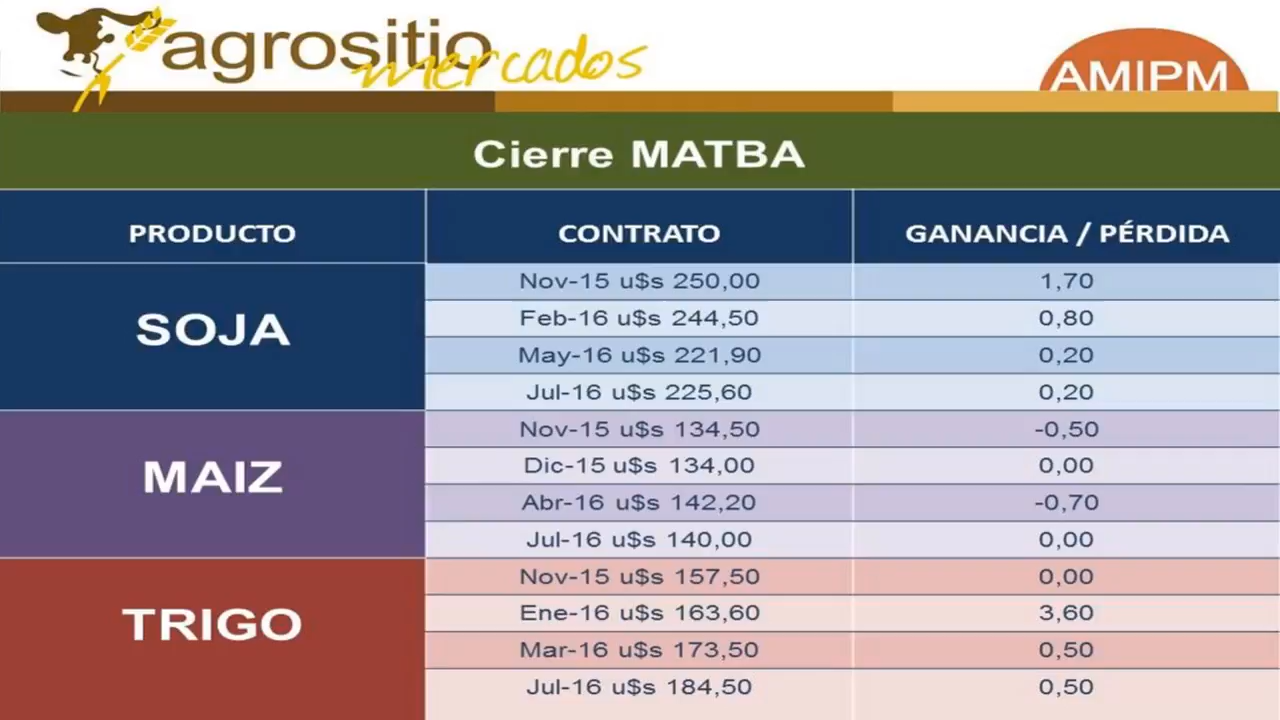 agrositio
mercados
AMIPM
Cierre MATBA
PRODUCTO CONTRATO GANANCIA / PÉRDIDA
SOJA
Nov-15 u$s 250,00 1,70
Feb-16 u$s 244,50 0,80
May-16 u$s 221,90 0,20
Jul-16 u$s 225,60 0,20
MAIZ
Nov-15 u$s 134,50 -0,50
Dic-15 u$s 134,00 0,00
Abr-16 u$s 142,20 -0,70
Jul-16 u$s 140,00 0,00
TRIGO
Nov-15 u$s 157,50 0,00
Ene-16 u$s 163,60 3,60
Mar-16 u$s 173,50 0,50
Jul-16 u$s 184,50 0,50